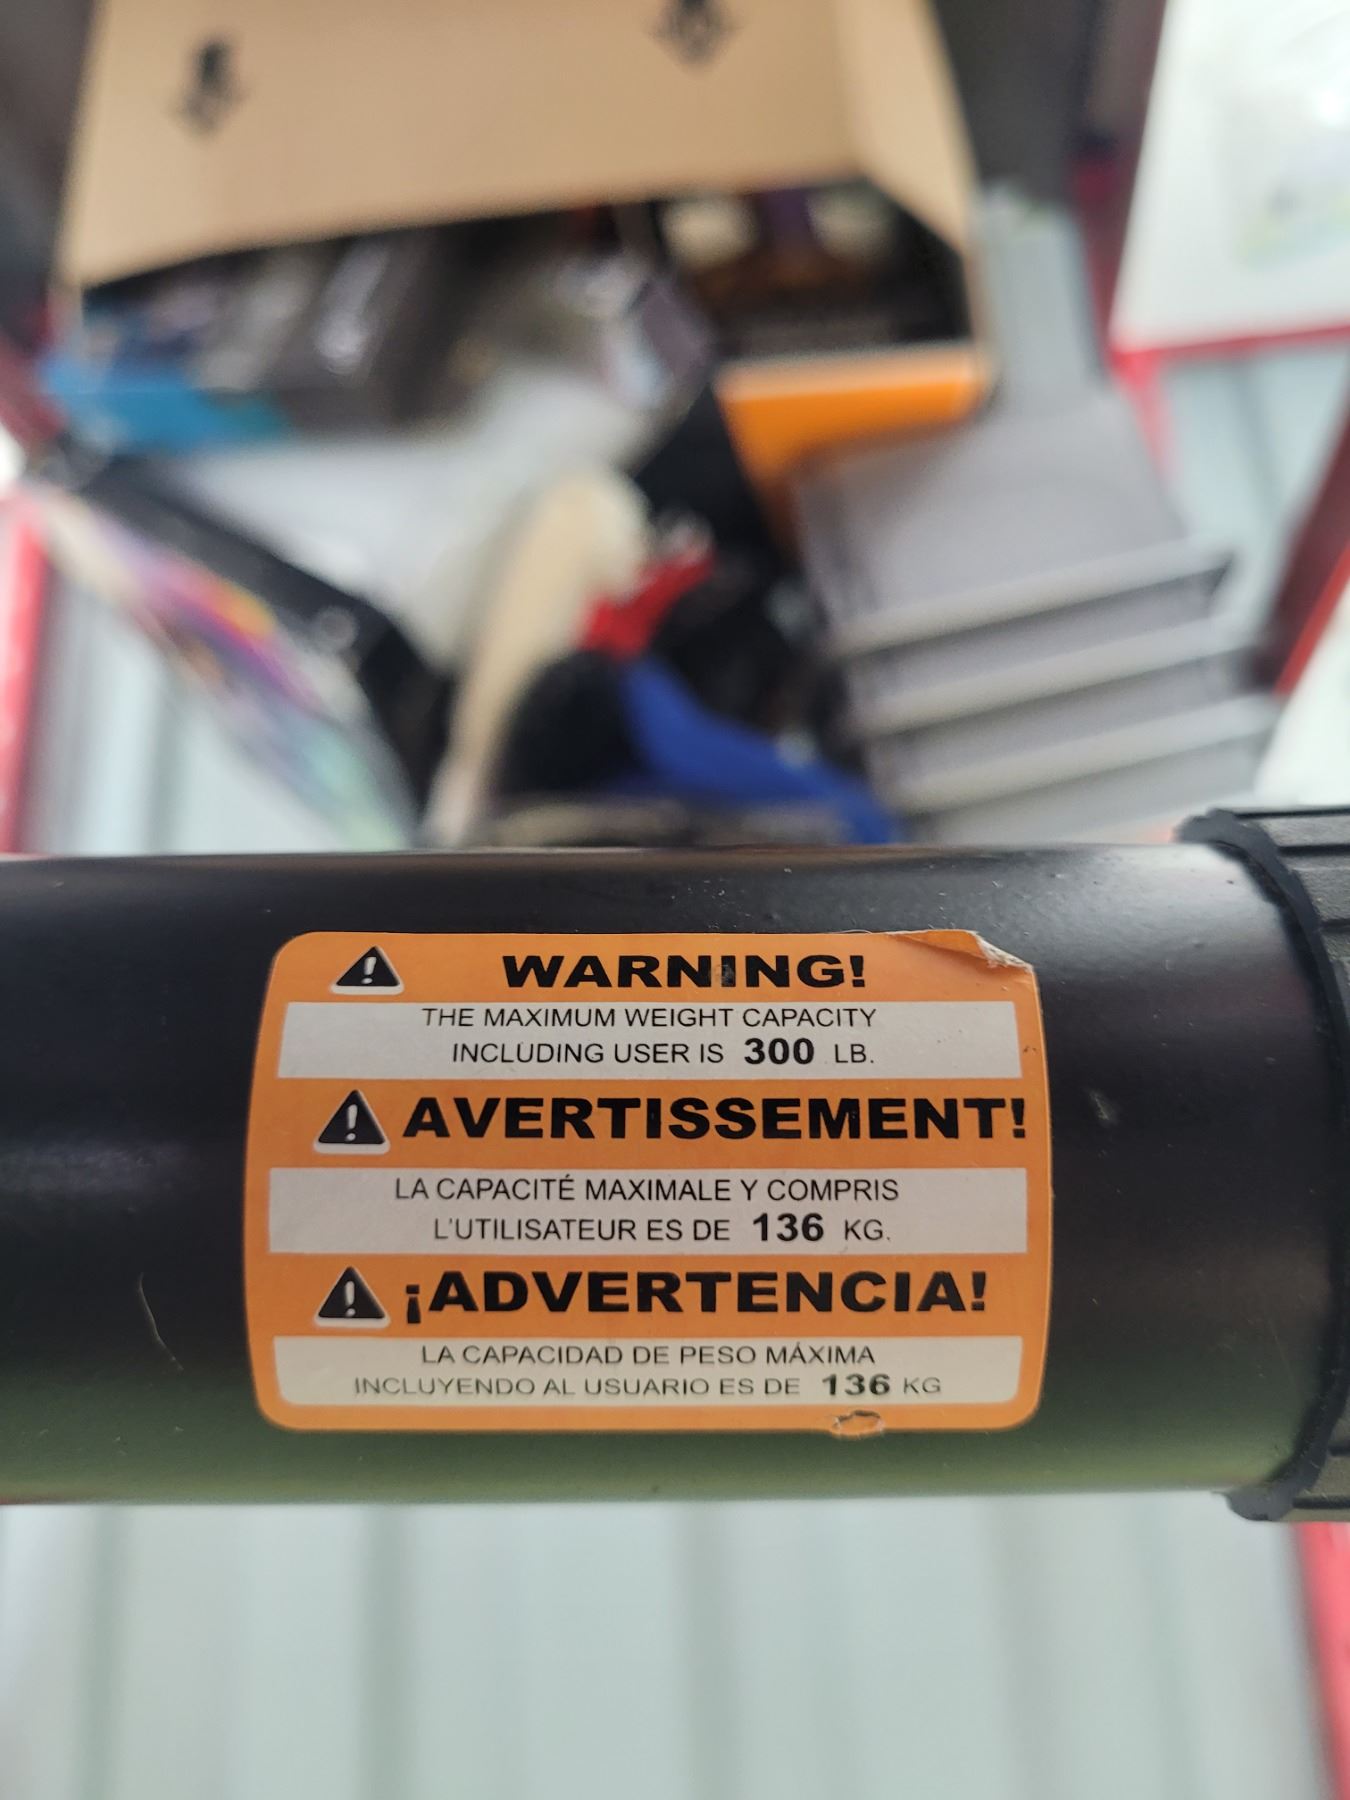 WARNING!
THE MAXIMUM WEIGHT CAPACITY
INCLUDING USER IS 300 LB.
AVERTISSEMENT!
LA CAPACITÉ MAXIMALE Y COMPRIS
L'UTILISATEUR ES DE 136 KG.
¡ADVERTENCIA!
LA CAPACIDAD DE PESO MÁXIMA
INCLUYENDO AL USUARIO ES DE 136 KG